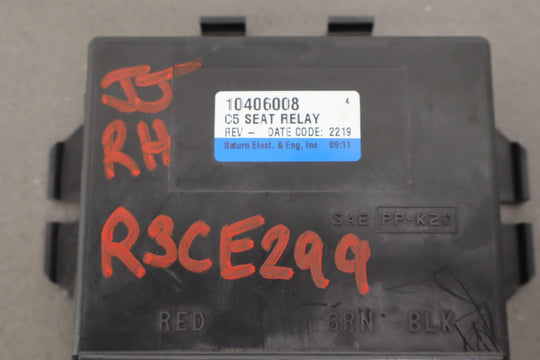 10406008 4
C5 SEAT RELAY
REV - DATE CODE: 2219
Saturn Elect. & Eng, Inc 09:11
RH
R3CE299
SAE PP-K20
RED GRN BLK